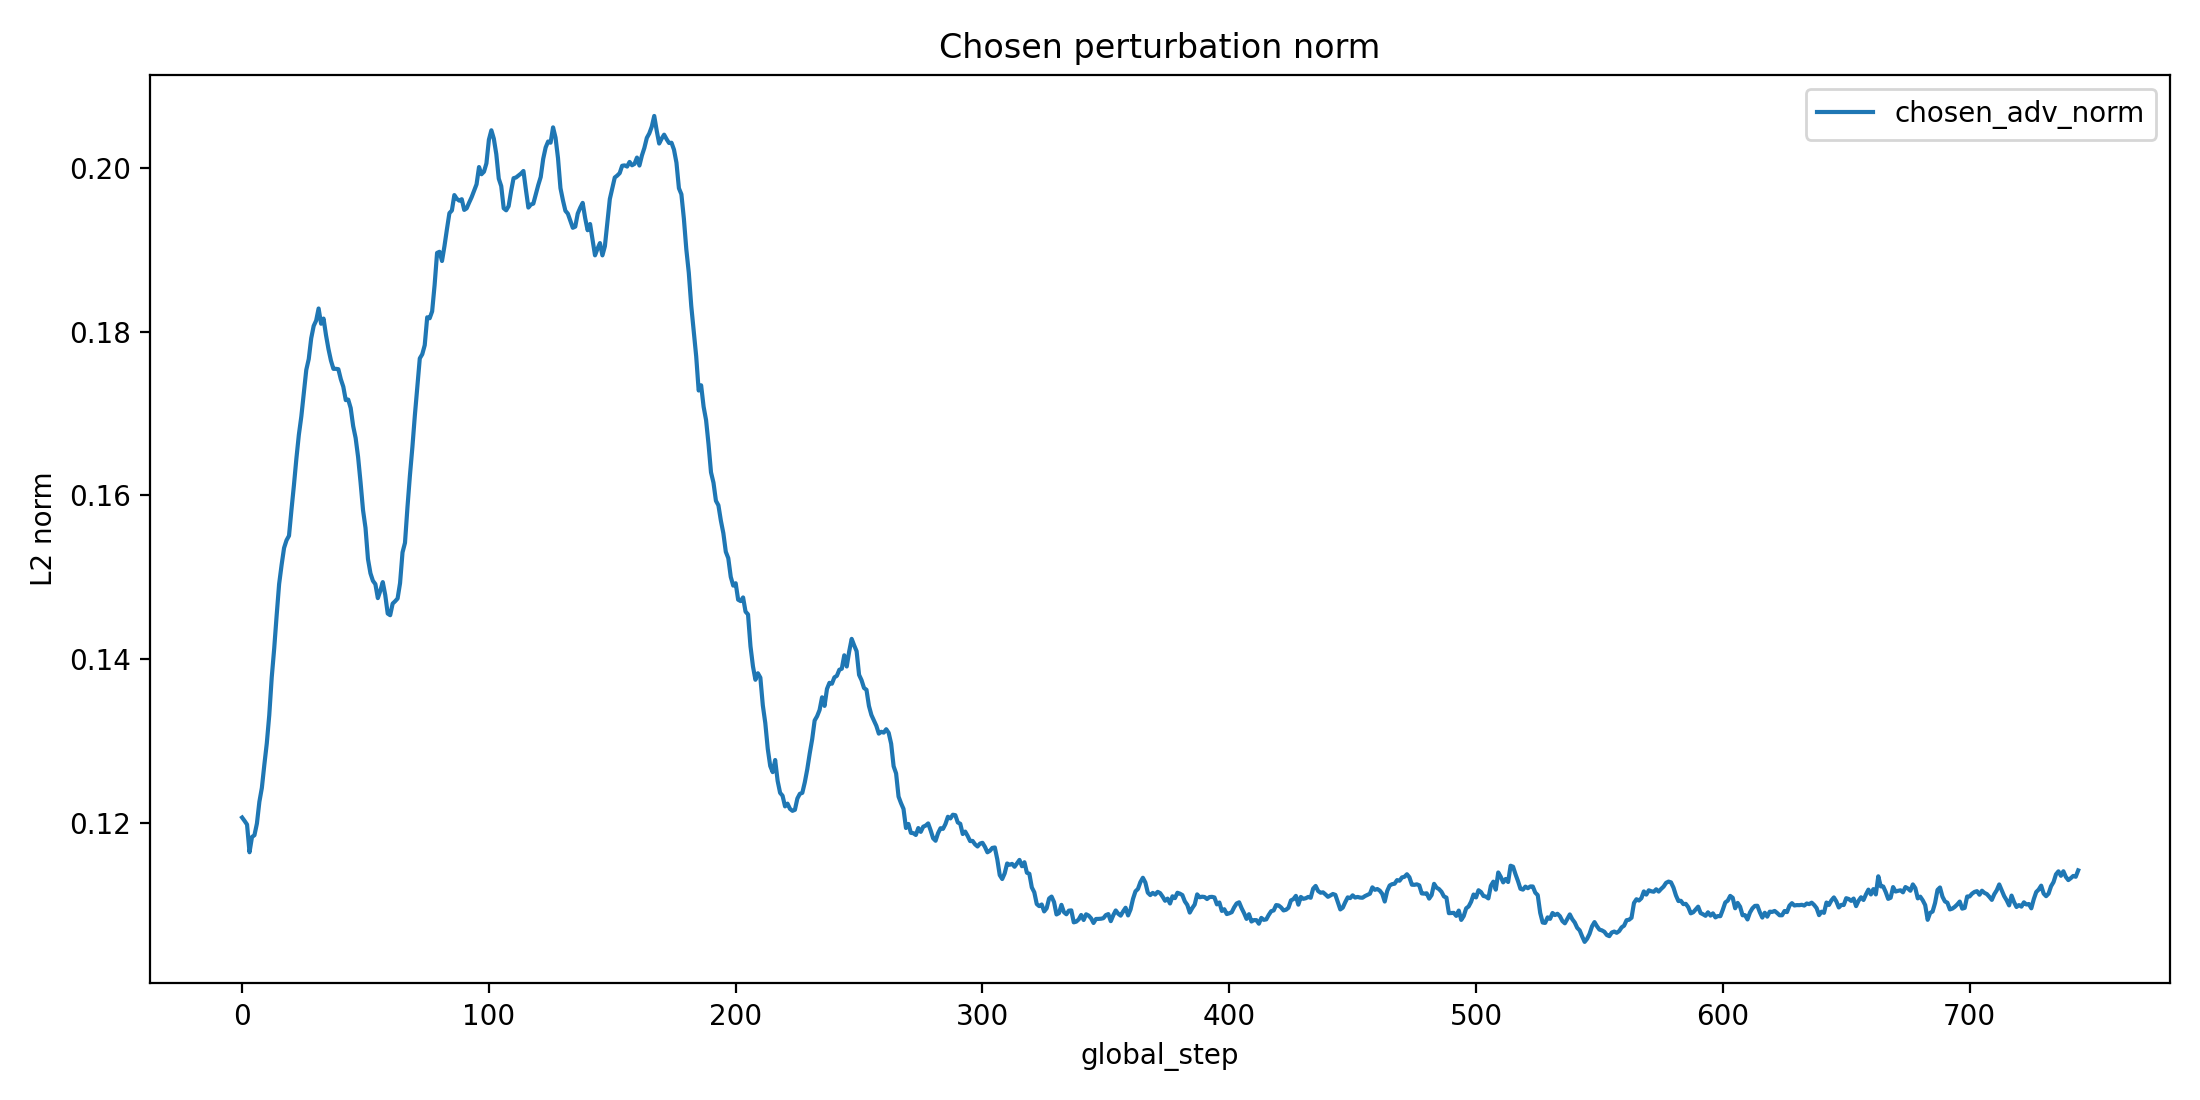 Chosen perturbation norm
chosen_adv_norm
0.20
0.18
0.16
0.14
0.12
L2 norm
0 100 200 300 400 500 600 700
global_step